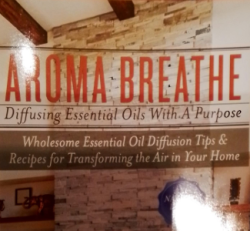 AROMA BREATHE
Diffusing Essential Oils With A Purpose
Wholesome Essential Oil Diffusion Tips &
Recipes for Transforming the Air in Your Home